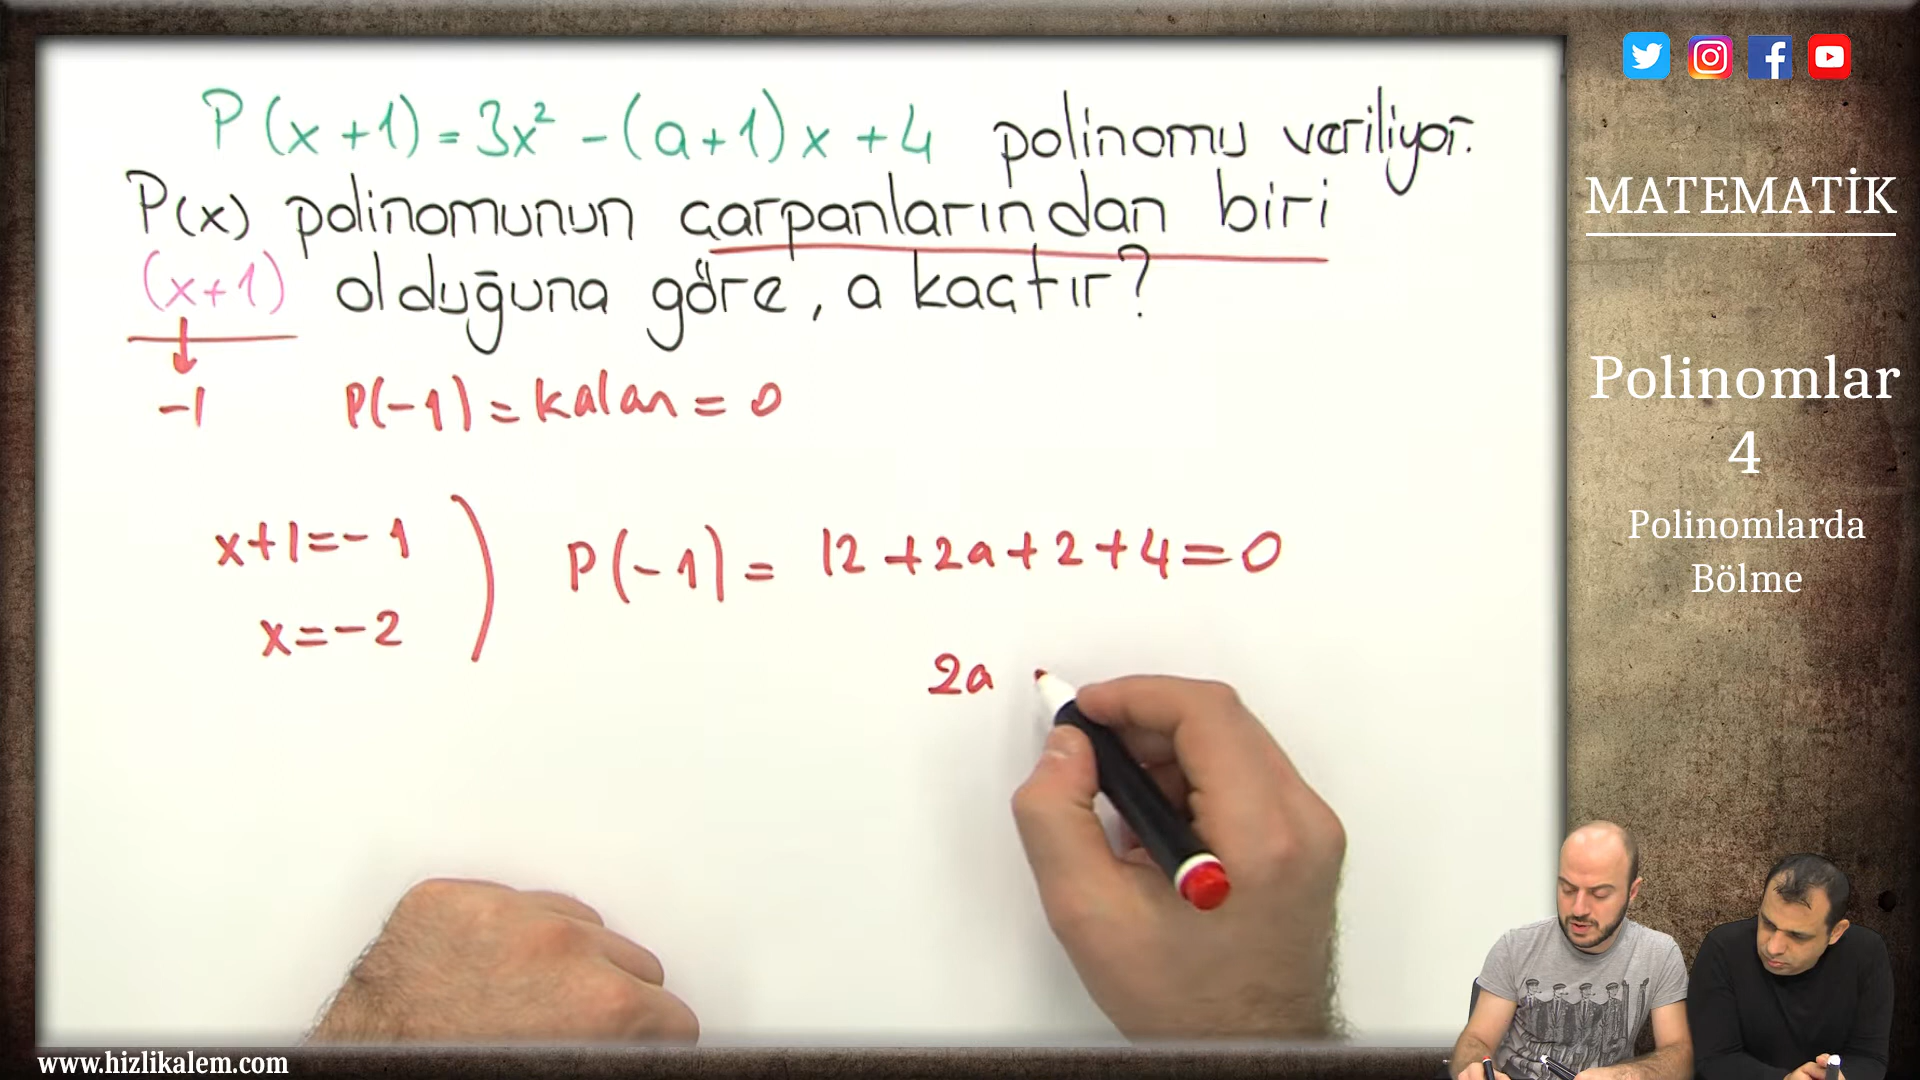 P(x+1)=3x²-(a+1)x+4 polinomu veriliyor.
P(x) polinomunun çarpanlarından biri
(x+1) olduğuna göre, a kaçtır?
-1 P(-1)=kalan=0
x+1=-1
x=-2
P(-1)= 12+2a+2+4=0
2a
MATEMATİK
Polinomlar
4
Polinomlarda
Bölme
www.hizlikalem.com